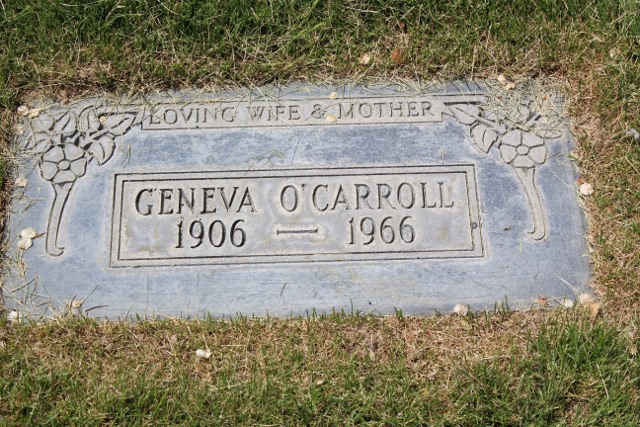 LOVING WIFE & MOTHER
GENEVA O'CARROLL
1906 — 1966